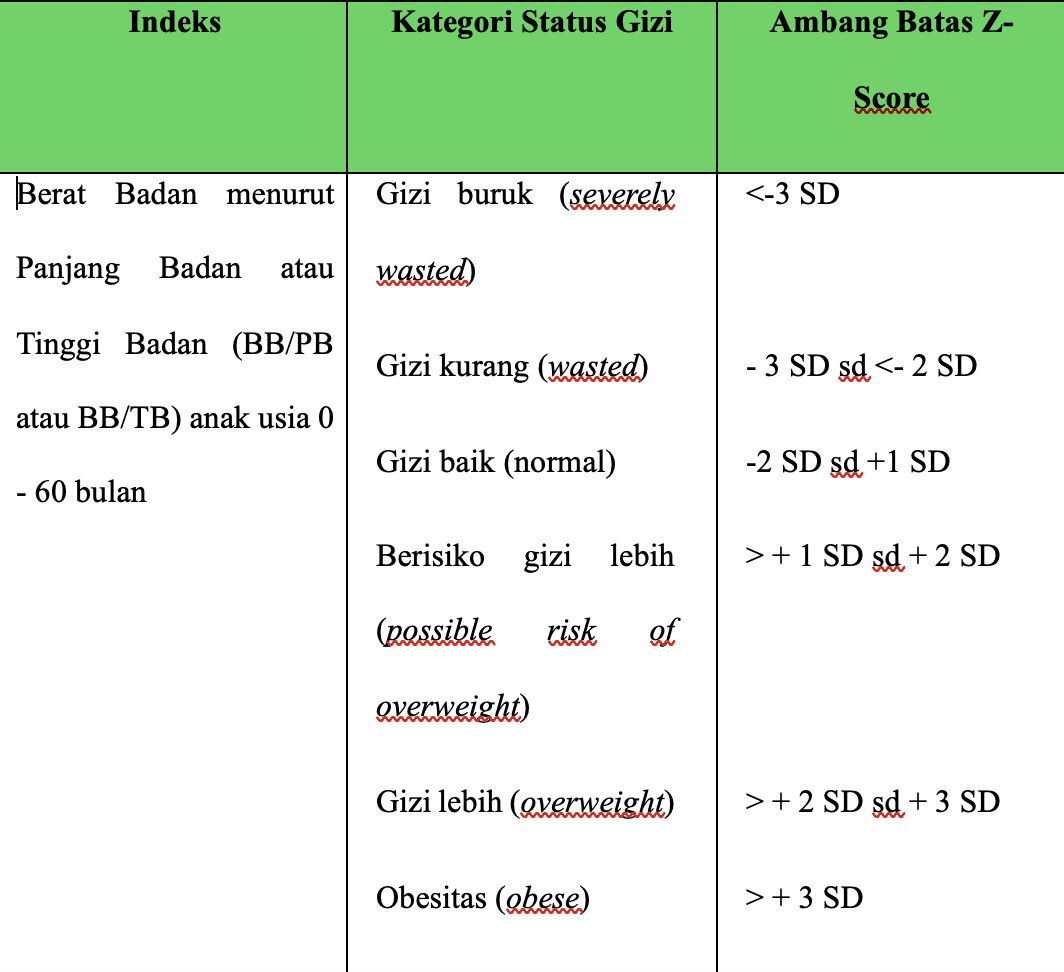 Indeks
Kategori Status Gizi
Ambang Batas Z-
Score
Berat Badan menurut
Panjang Badan atau
Tinggi Badan (BB/PB
atau BB/TB) anak usia 0
- 60 bulan
Gizi buruk (severely
wasted)
<-3 SD
Gizi kurang (wasted)
- 3 SD sd <- 2 SD
Gizi baik (normal)
-2 SD sd +1 SD
Berisiko gizi lebih
(possible risk of
overweight)
> + 1 SD sd + 2 SD
Gizi lebih (overweight)
> + 2 SD sd + 3 SD
Obesitas (obese)
> + 3 SD